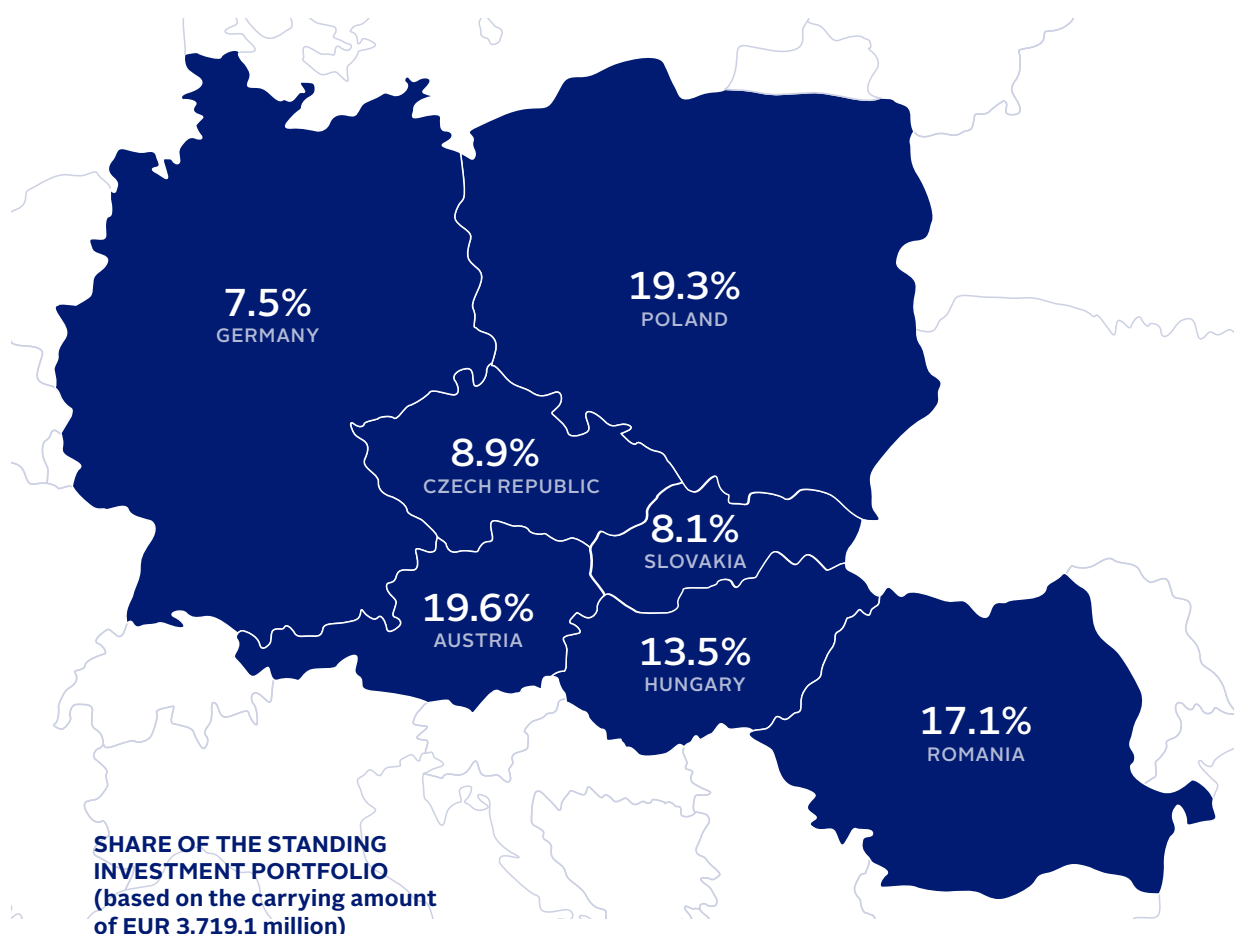 19.3%
POLAND
7.5%
GERMANY
8.9%
CZECH REPUBLIC
8.1%
SLOVAKIA
19.6%
AUSTRIA
13.5%
HUNGARY
17.1%
ROMANIA
SHARE OF THE STANDING
INVESTMENT PORTFOLIO
(based on the carrying amount
of EUR 3,719.1 million)